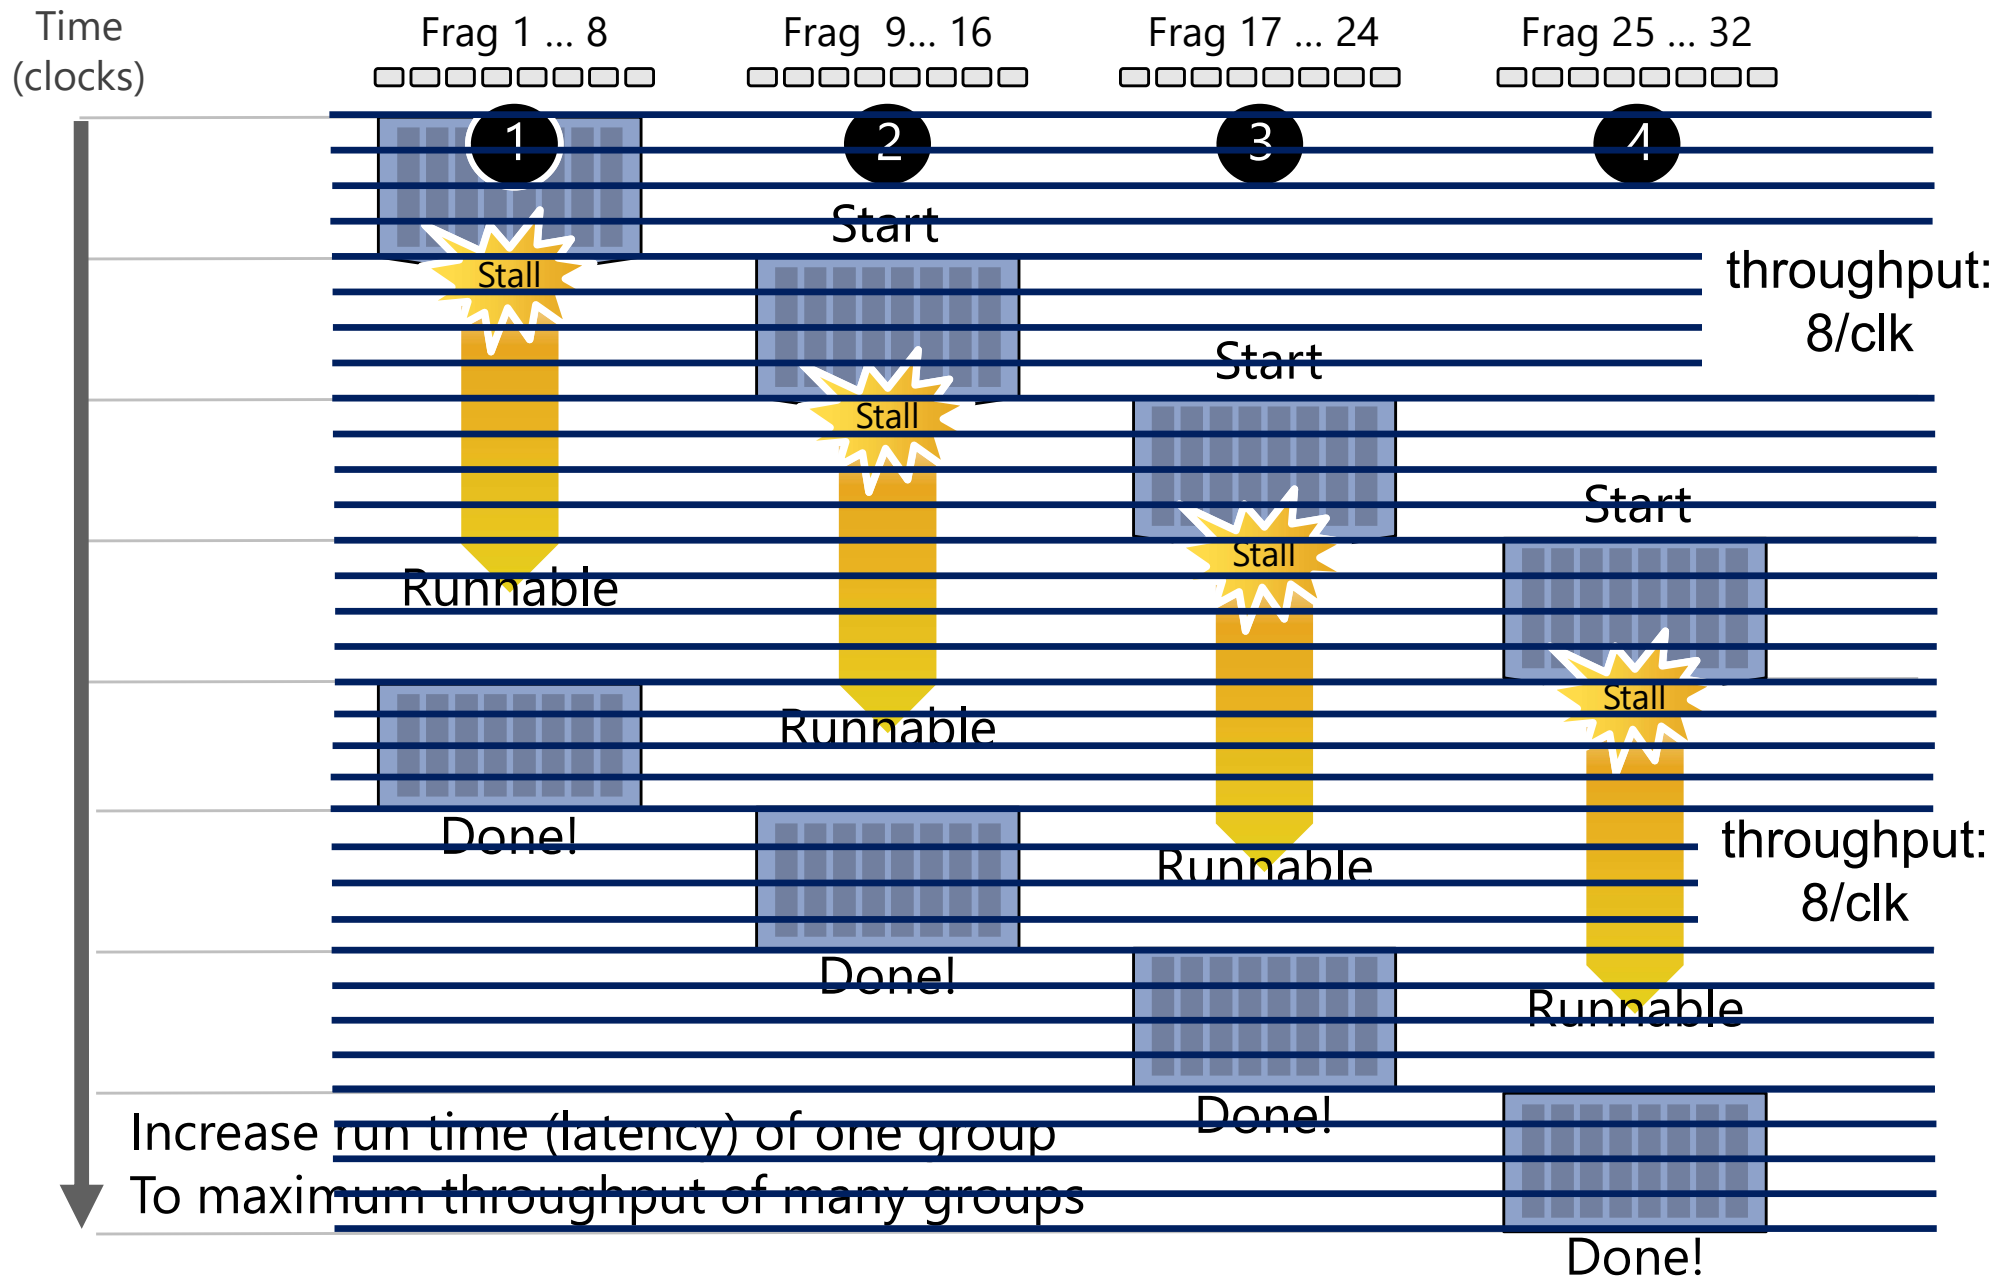 Time
(clocks)
Frag 1 ... 8
Frag  9... 16
Frag 17 ... 24
Frag 25 ... 32
1
2
3
4
Start
Stall
throughput:
8/clk
Start
Stall
Start
Stall
Runnable
Stall
Runnable
Done!
throughput:
8/clk
Runnable
Done!
Runnable
Done!
Increase run time (latency) of one group
To maximum throughput of many groups
Done!